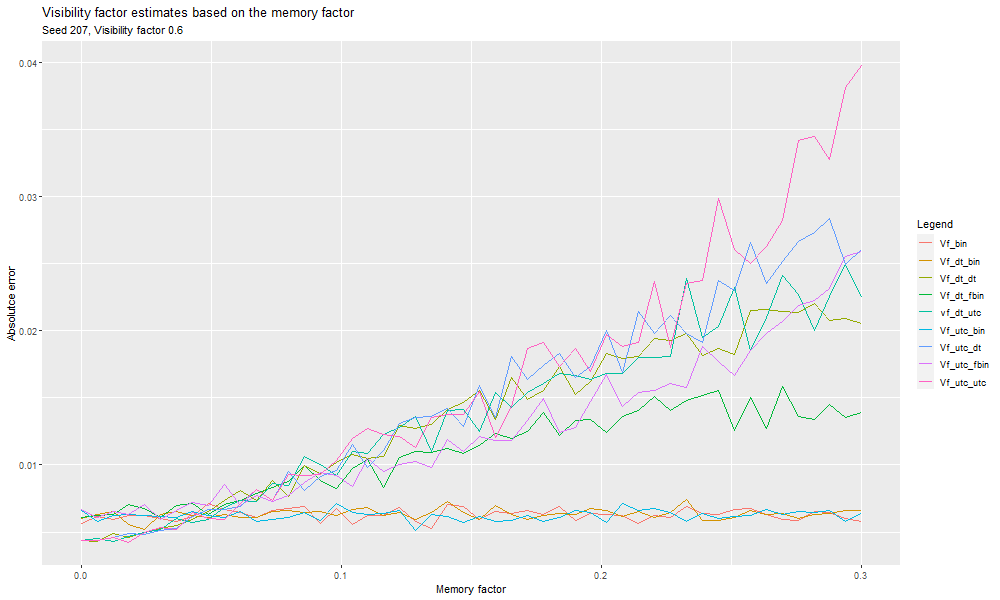 Visibility factor estimates based on the memory factor
Seed 207, Visibility factor 0.6
Absolutce error
0.04
0.03
0.02
0.01
0.0
0.1
0.2
0.3
Memory factor
Legend
Vf_bin
Vf_dt_bin
Vf_dt_dt
Vf_dt_fbin
vf_dt_utc
Vf_utc_bin
Vf_utc_dt
Vf_utc_fbin
Vf_utc_utc